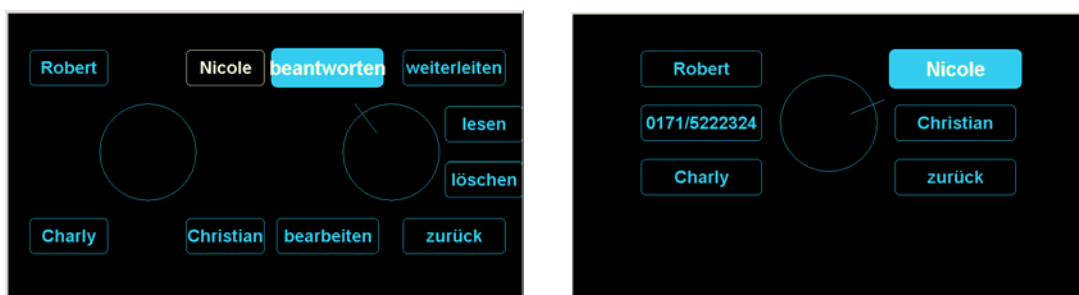 Robert
Nicole
beantworten
weiterleiten
lesen
löschen
Charly
Christian
bearbeiten
zurück
Robert
Nicole
0171/5222324
Christian
Charly
zurück